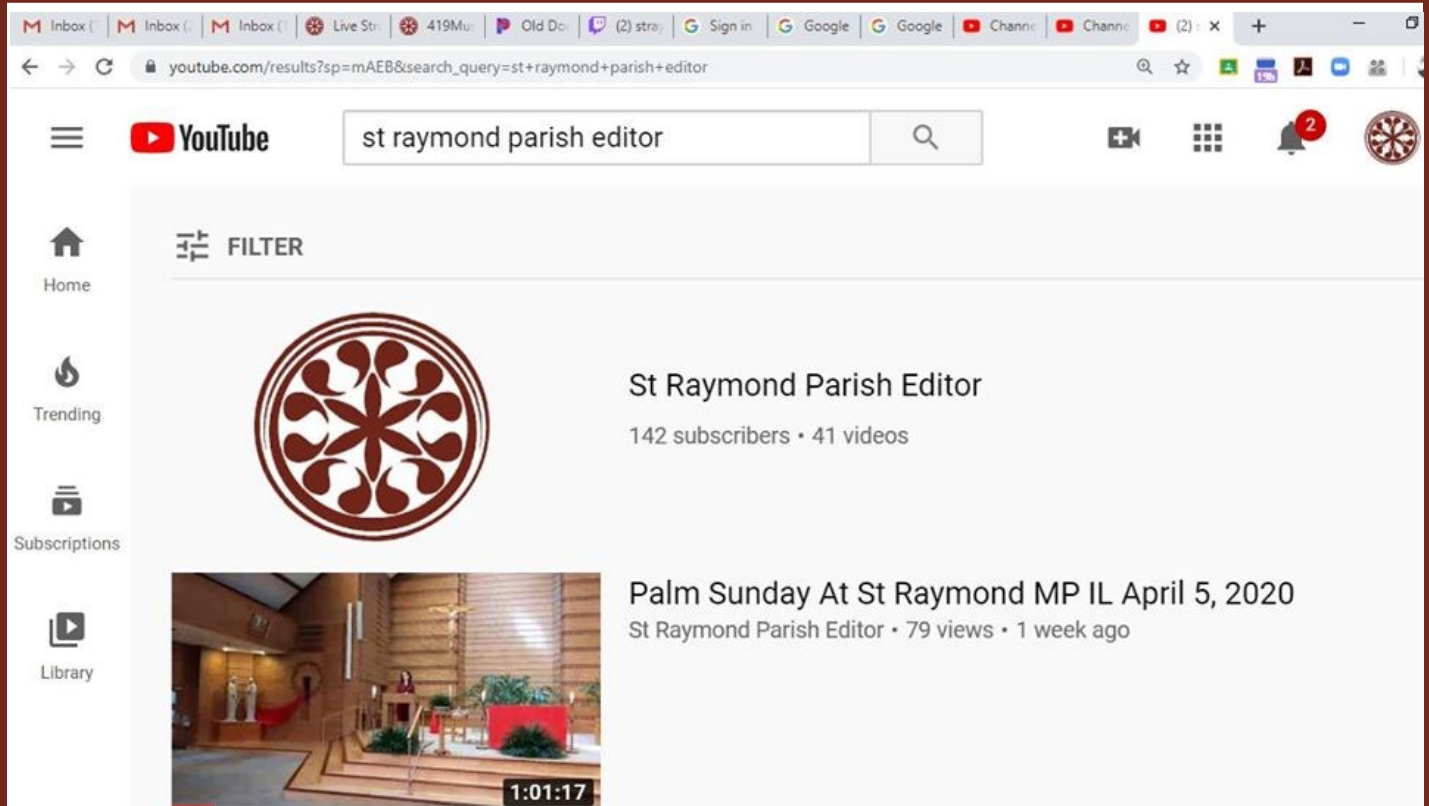 Inbox ( Inbox (2 Inbox (1 Live Str 419Mu Old Do (2) stra Sign in Google Google Channe Channe (2)
youtube.com/results?sp=mAEB&search_query=st+raymond+parish+editor
196
YouTube
st raymond parish editor
2
FILTER
Home
Trending
Subscriptions
Library
St Raymond Parish Editor
142 subscribers • 41 videos
Palm Sunday At St Raymond MP IL April 5, 2020
St Raymond Parish Editor • 79 views • 1 week ago
1:01:17